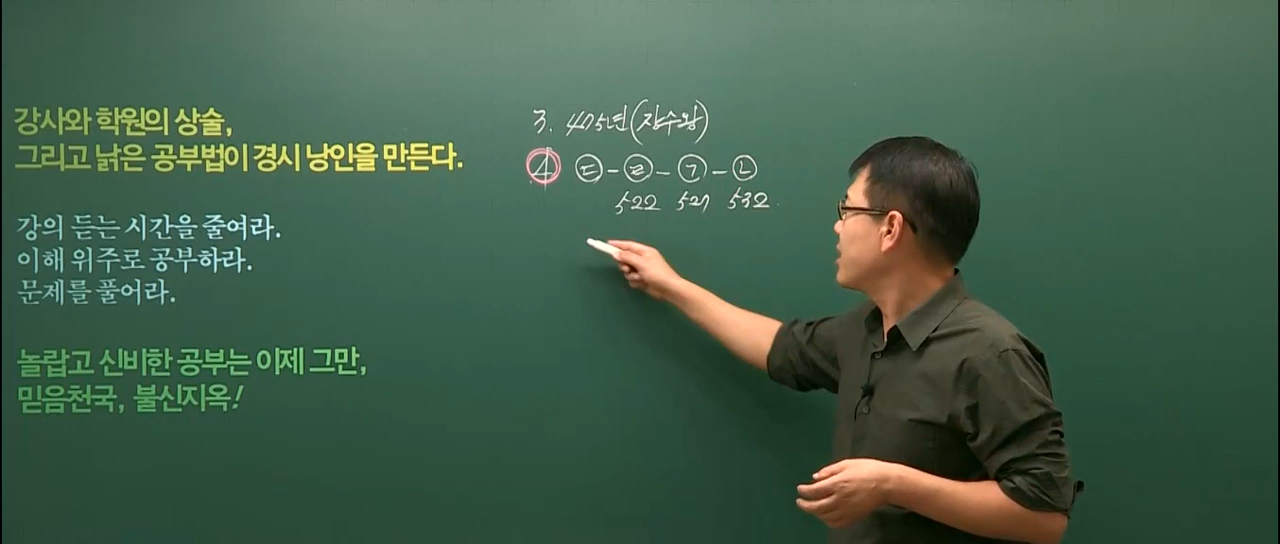 강사와 학원의 상술,
그리고 낡은 공부법이 경시 낭인을 만든다.
강의 듣는 시간을 줄여라.
이해 위주로 공부하라.
문제를 풀어라.
놀랍고 신비한 공부는 이제 그만,
믿음천국, 불신지옥!
3. 475년(장수왕)
4 ㄷ - ㄹ - ㄱ - ㄴ
522 527 532